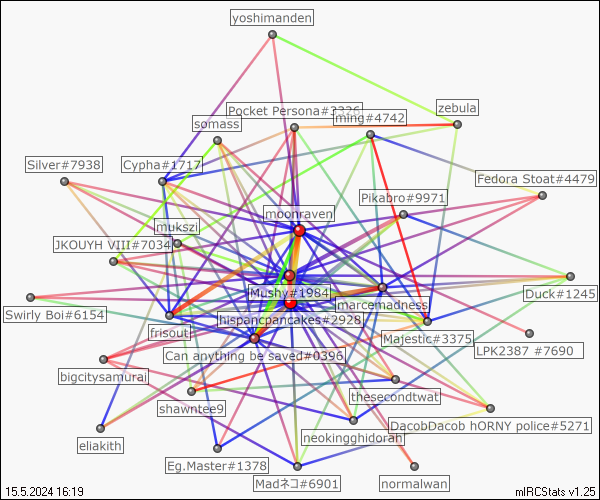 yoshimanden
Pocket Persona#3326
ming#4742
zebula
somass
Silver#7938
Cypha#1717
Fedora Stoat#4479
Pikabro#9971
moonraven
mukszi
JKOUYH VIII#7034
Mushy#1984
marcemadness
Duck#1245
Swirly Boi#6154
frisout
hispancpancakes#2928
Majestic#3375
LPK2387 #7690
Can anything be saved#0396
bigcitysamurai
thesecondtwat
shawntee9
DacobDacob hORNY police#5271
neokingghidorah
eliakith
Eg.Master#1378
Madネコ#6901
normalwan
15.5.2024 16:19
mIRCStats v1.25